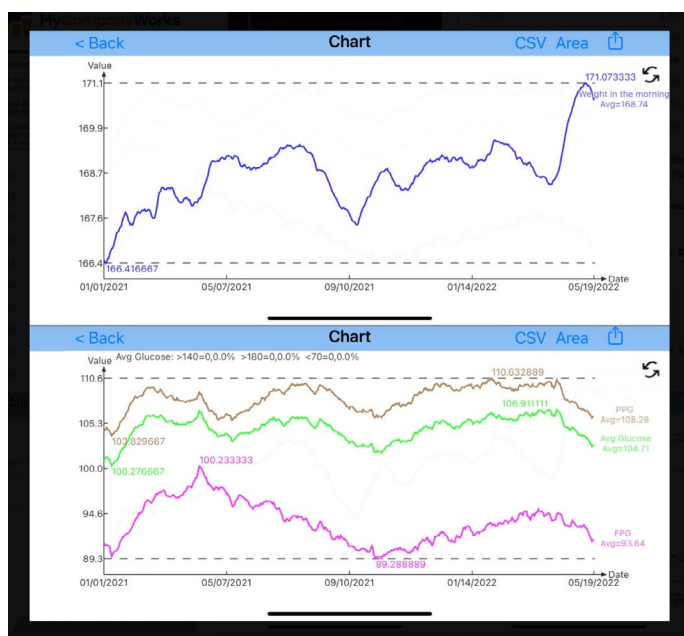 MyCompanyWorks
< Back Chart CSV Area
Value
171.1
171.073333
Weight in the morning
Avg=168.74
169.9
168.7
167.6
166.4
166.416667
Date
01/01/2021 05/07/2021 09/10/2021 01/14/2022 05/19/2022
< Back Chart CSV Area
Value Avg Glucose: >140=0,0.0% >180=0,0.0% <70=0,0.0%
110.6
110.632889
106.911111
PPG
Avg=108.28
105.3
103.829667
Avg Glucose
Avg=104.71
100.0
100.276667
100.233333
94.6
FPG
Avg=93.64
89.3
89.288889
Date
01/01/2021 05/07/2021 09/10/2021 01/14/2022 05/19/2022